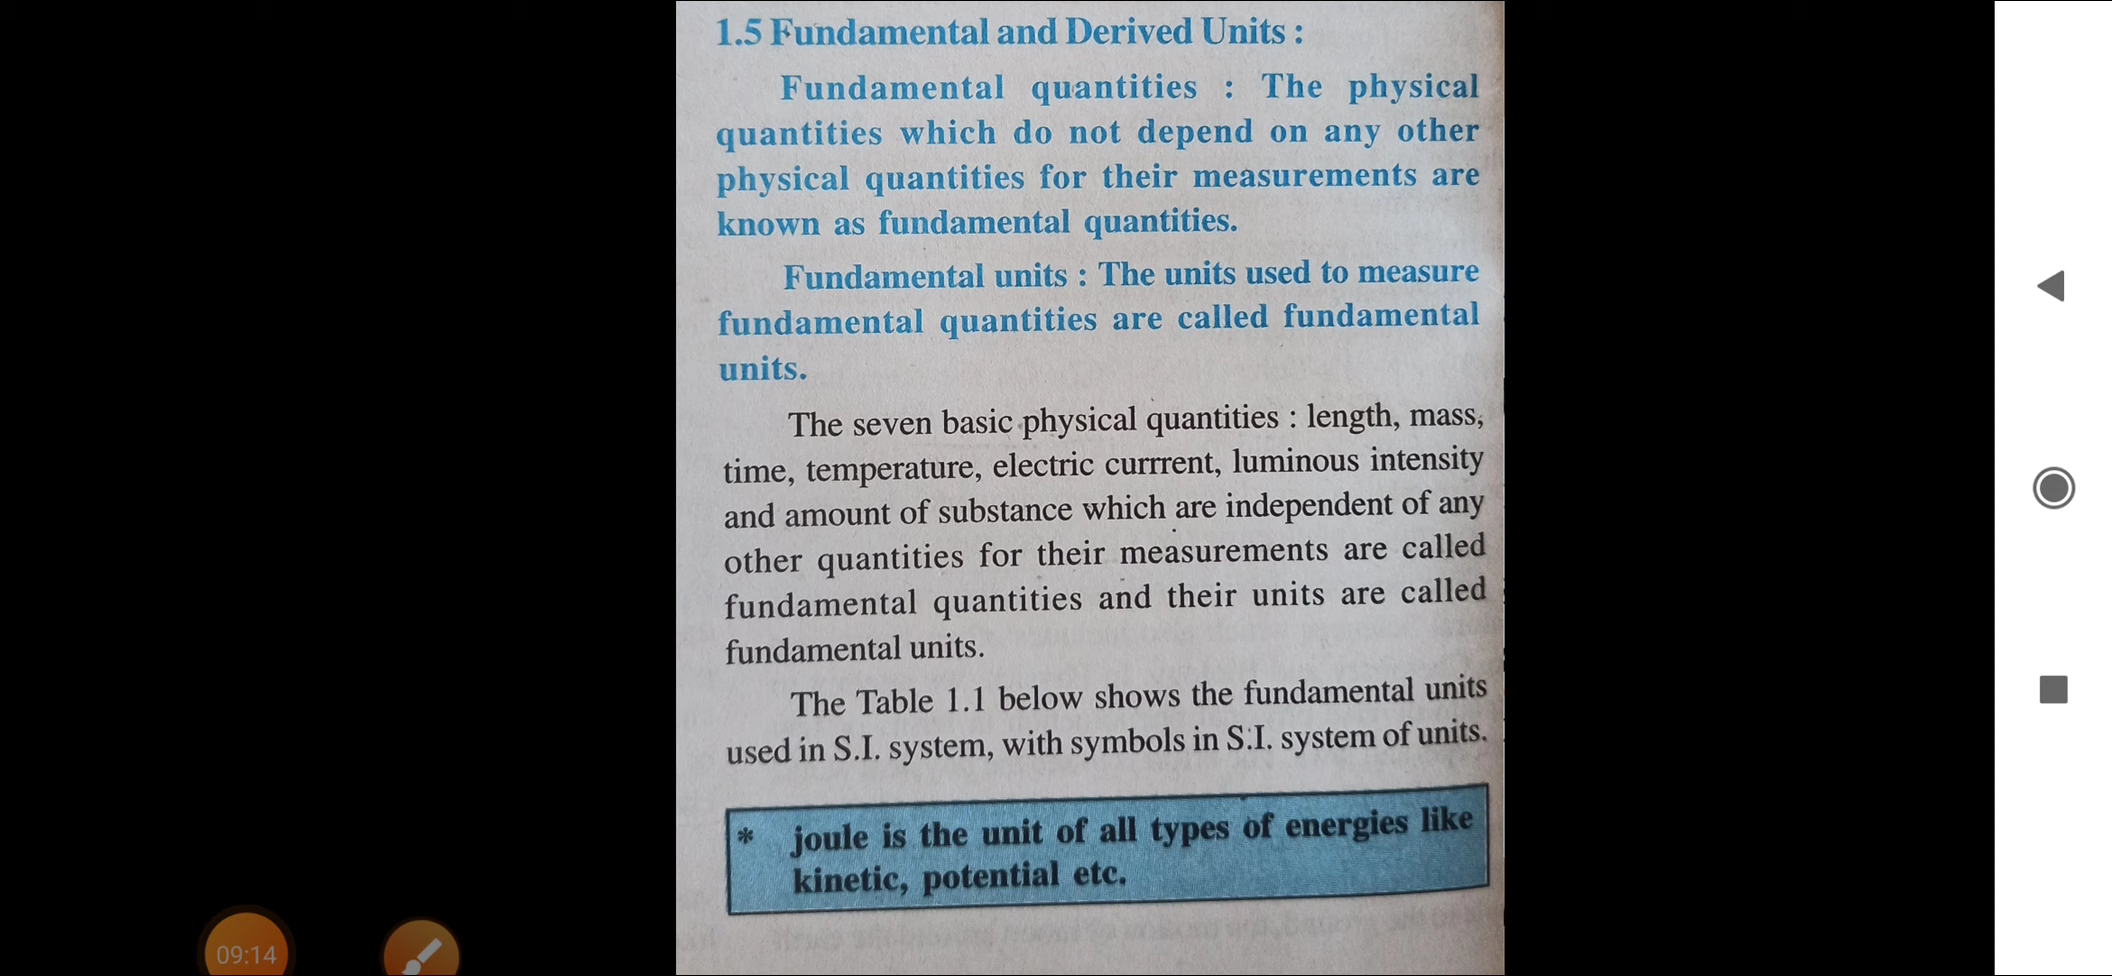 1.5 Fundamental and Derived Units :
Fundamental quantities : The physical
quantities which do not depend on any other
physical quantities for their measurements are
known as fundamental quantities.
Fundamental units : The units used to measure
fundamental quantities are called fundamental
units.
The seven basic physical quantities : length, mass,
time, temperature, electric currrent, luminous intensity
and amount of substance which are independent of any
other quantities for their measurements are called
fundamental quantities and their units are called
fundamental units.
The Table 1.1 below shows the fundamental units
used in S.I. system, with symbols in S.I. system of units.
* joule is the unit of all types of energies like
kinetic, potential etc.
09:14